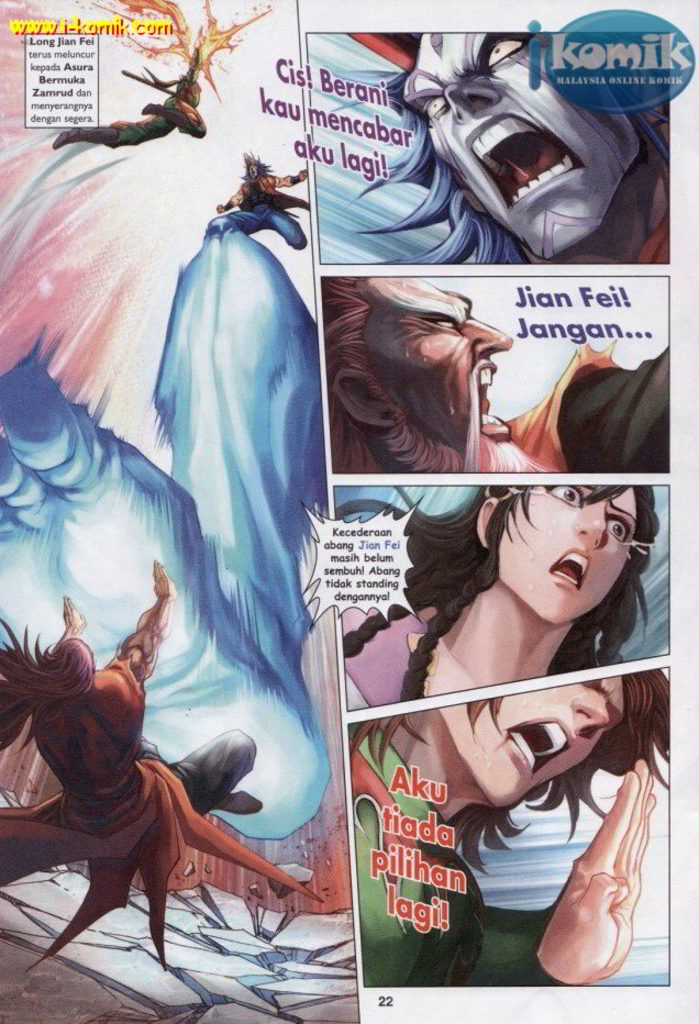 www.i-komik.com
Long Jian Fei
terus meluncur
kepada Asura
Bermuka
Zamrud dan
menyerangnya
dengan segera.
ikomik
MALAYSIA ONLINE KOMIK
Cis! Berani
kau mencabar
aku lagi!
Jian Fei!
Jangan...
Kecederaan
abang Jian Fei
masih belum
sembuh! Abang
tidak standing
dengannya!
Aku
tiada
pilihan
lagi!
22